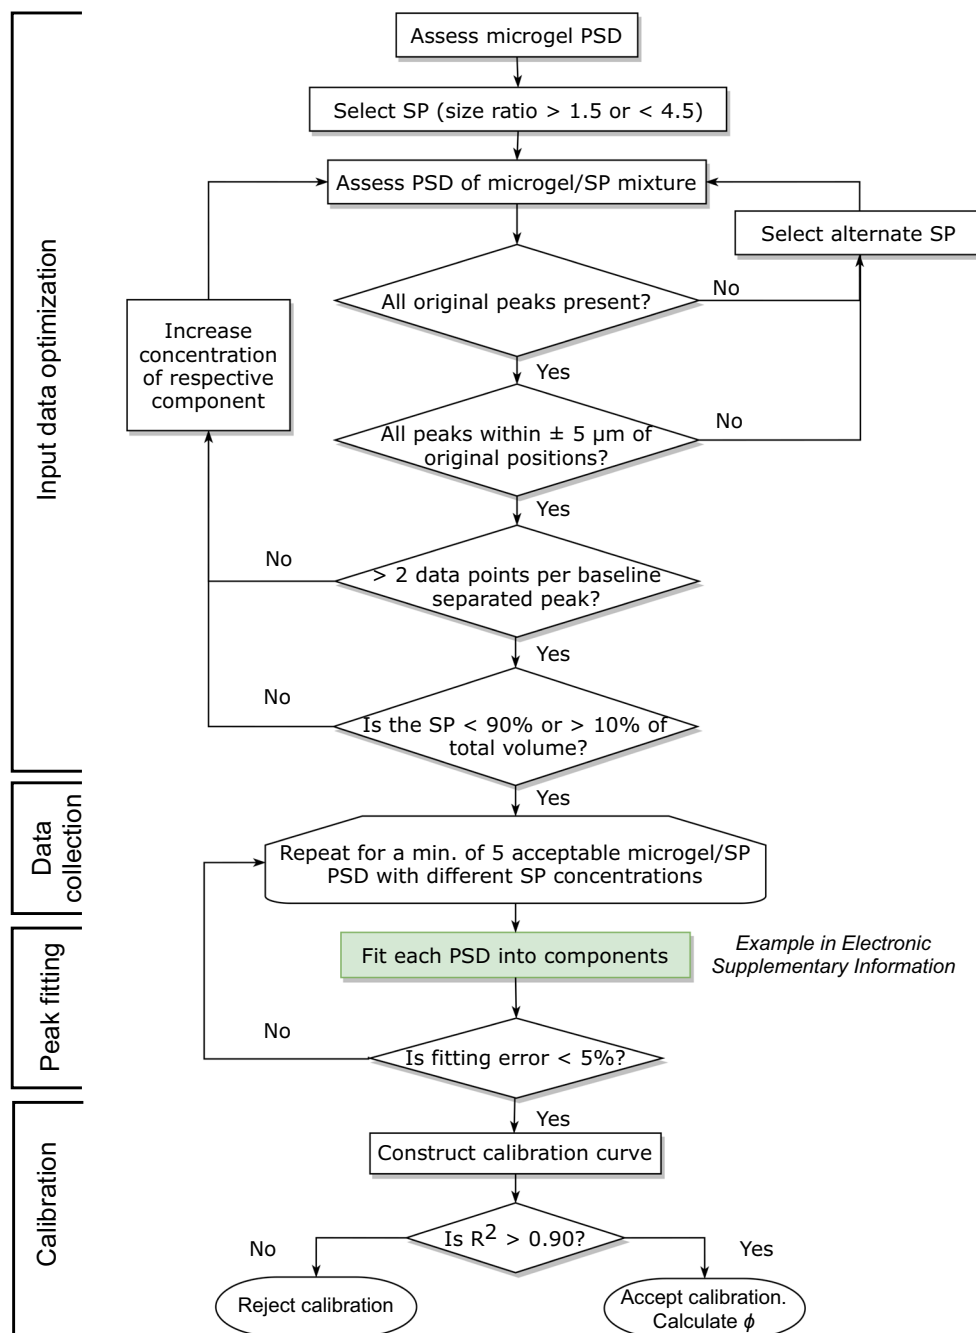 Assess microgel PSD
Select SP (size ratio > 1.5 or < 4.5)
Assess PSD of microgel/SP mixture
Select alternate SP
All original peaks present?
No
Increase
concentration
of respective
component
Yes
All peaks within ± 5 µm of
original positions?
No
Yes
No
> 2 data points per baseline
separated peak?
Yes
No
Is the SP < 90% or > 10% of
total volume?
Yes
Input data optimization
Repeat for a min. of 5 acceptable microgel/SP
PSD with different SP concentrations
Data
collection
Fit each PSD into components
Example in Electronic
Supplementary Information
No
Is fitting error < 5%?
Yes
Peak fitting
Construct calibration curve
Is R² > 0.90?
No
Yes
Reject calibration
Accept calibration.
Calculate ϕ
Calibration